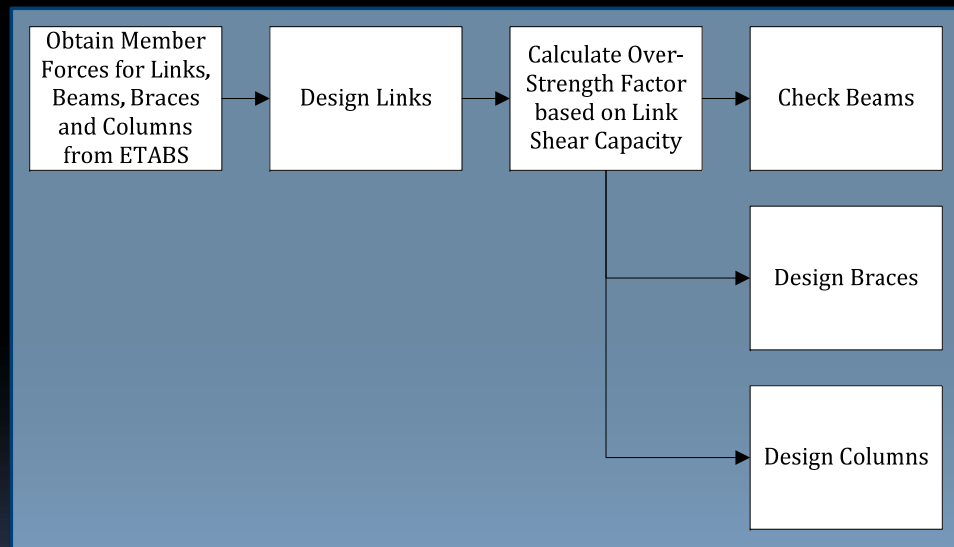 Obtain Member
Forces for Links,
Beams, Braces
and Columns
from ETABS
Design Links
Calculate Over-
Strength Factor
based on Link
Shear Capacity
Check Beams
Design Braces
Design Columns